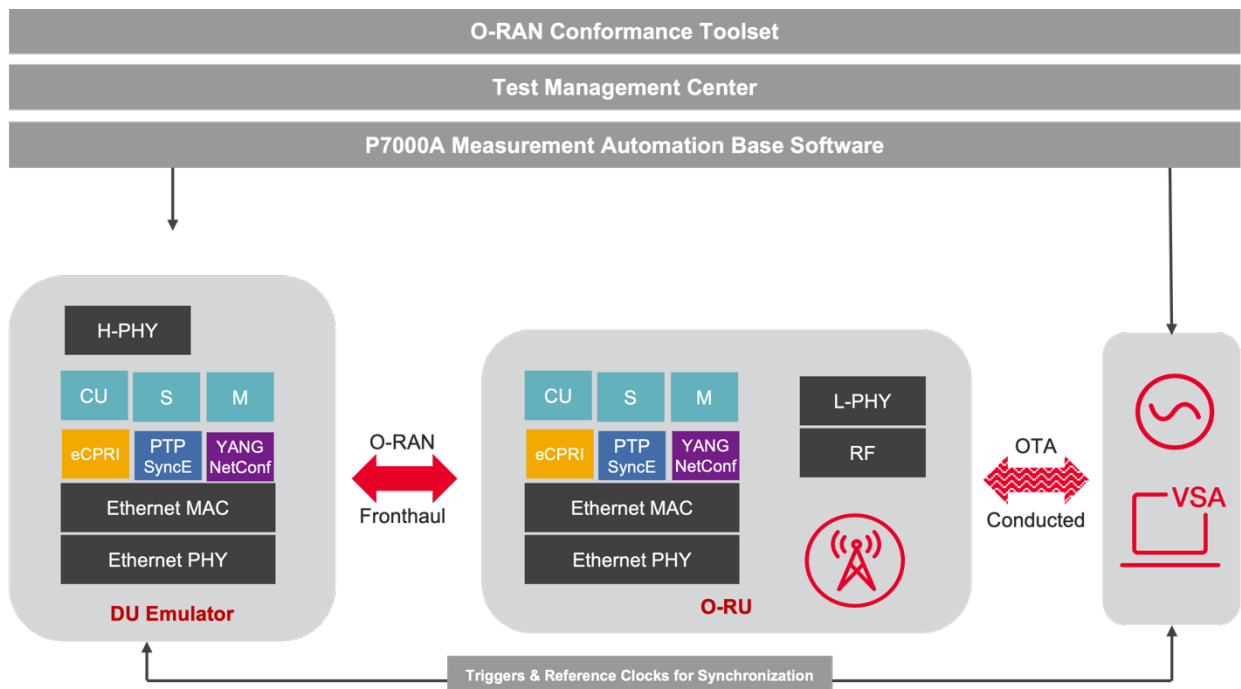 O-RAN Conformance Toolset
Test Management Center
P7000A Measurement Automation Base Software
H-PHY
CU
S
M
eCPRI
PTP
SyncE
YANG
NetConf
Ethernet MAC
Ethernet PHY
DU Emulator
O-RAN
Fronthaul
CU
S
M
eCPRI
PTP
SyncE
YANG
NetConf
Ethernet MAC
Ethernet PHY
L-PHY
RF
O-RU
OTA
Conducted
VSA
Triggers & Reference Clocks for Synchronization